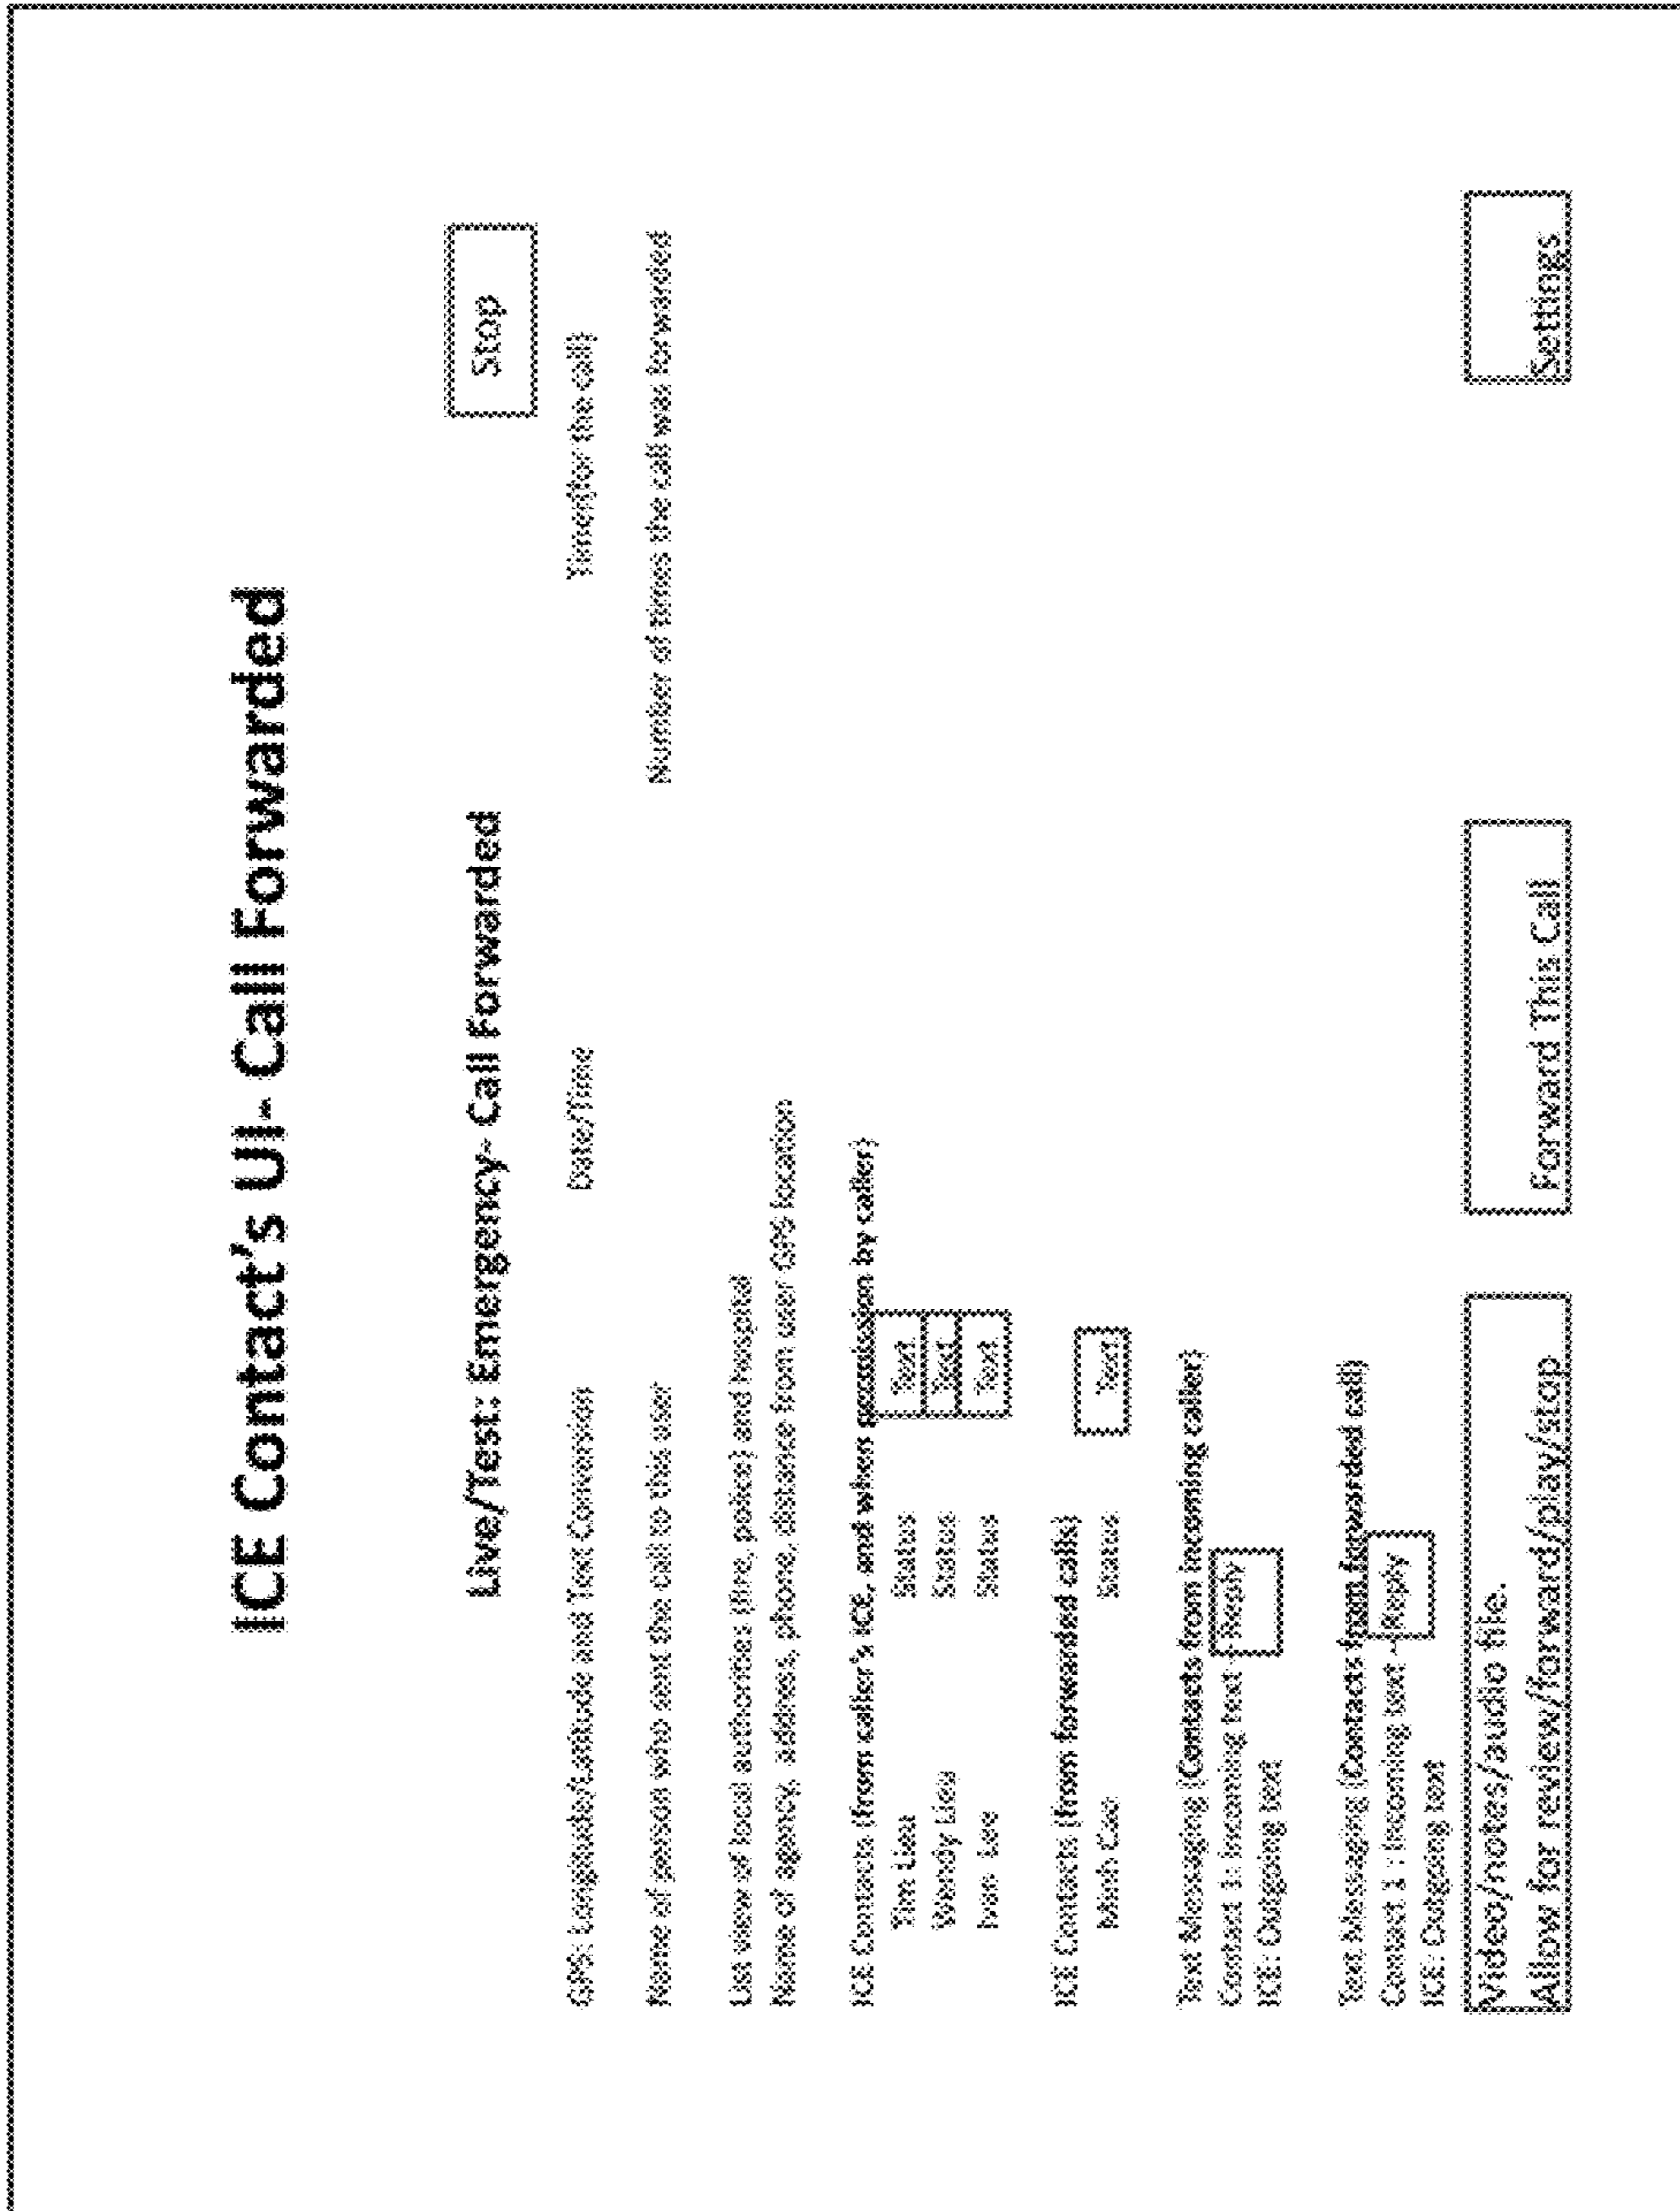 ICE Contact's UI- Call Forwarded
Live/Test: Emergency- Call Forwarded
Stop
GPS: Longitude/Latitude and Text Conversion
Date/Time
Timer(for the call)
Name of person who sent the call to this user
Number of times the call was forwarded
List view of local authorities (fire, police) and hospital
Name of agency, address, phone, distance from user GPS location
ICE Contacts (from caller's ICE, and when permission by caller)
Tim Lieu Status Text
Wendy Lieu Status Text
Ivan Lee Status Text
ICE Contacts (from forwarded calls)
Minh Cao Status Text
Text Messaging (Contacts from incoming caller)
Contact 1: Incoming text - Reply
ICE: Outgoing text
Text Messaging (Contacts from forwarded call)
Contact 1 : Incoming text - Reply
ICE: Outgoing text
Video/notes/audio file.
Allow for review/forward/play/stop
Forward This Call
Settings